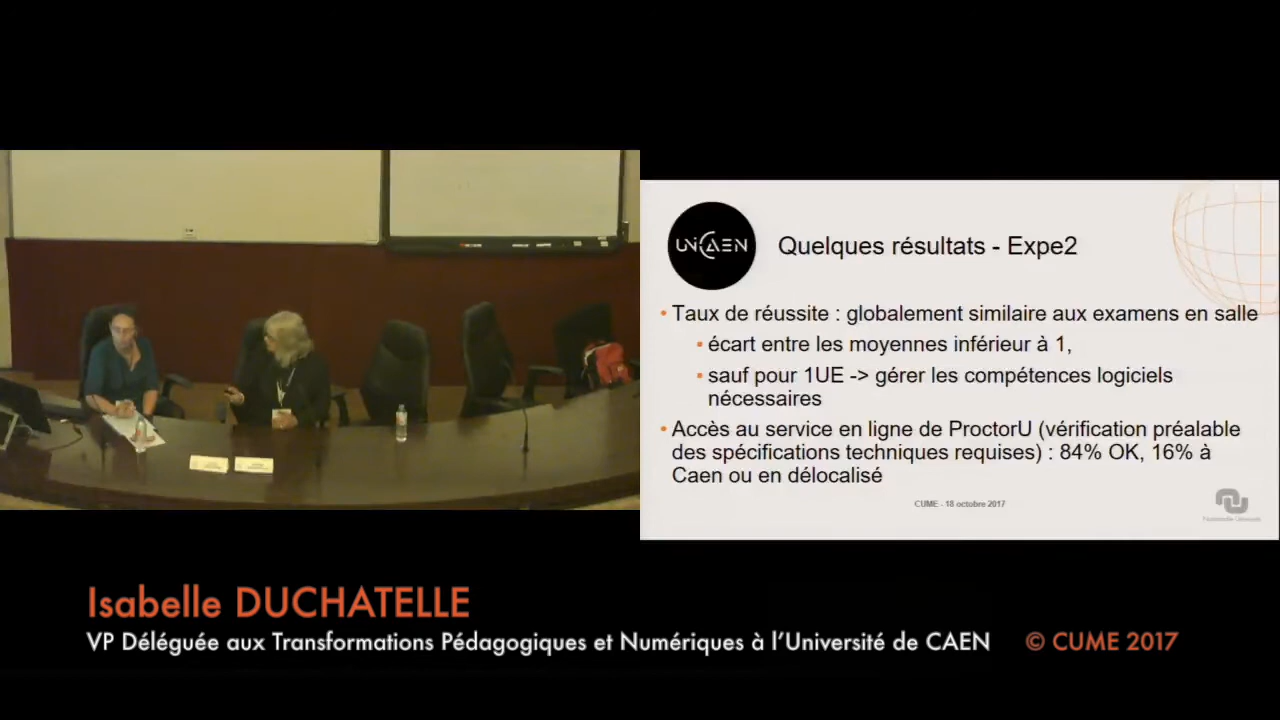 UNICAEN
Quelques résultats - Expe2
• Taux de réussite : globalement similaire aux examens en salle
▪ écart entre les moyennes inférieur à 1,
▪ sauf pour 1UE -> gérer les compétences logiciels
nécessaires
• Accès au service en ligne de ProctorU (vérification préalable
des spécifications techniques requises) : 84% OK, 16% à
Caen ou en délocalisé
CUME - 18 octobre 2017
Normandie Université
Isabelle DUCHATELLE
VP Déléguée aux Transformations Pédagogiques et Numériques à l'Université de CAEN © CUME 2017